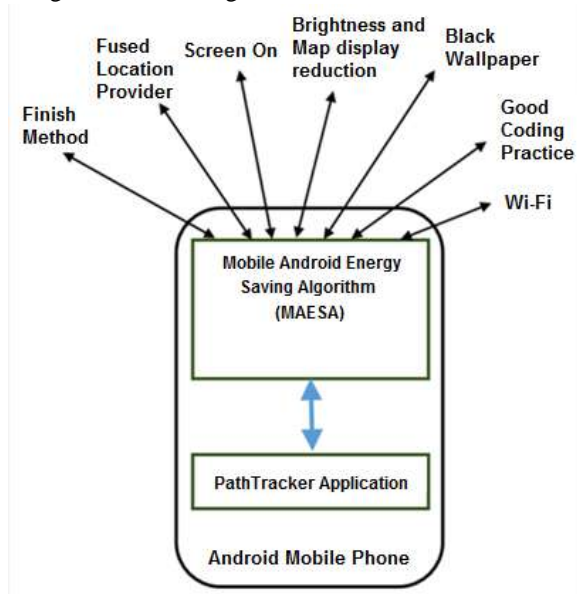 Finish
Method
Fused
Location
Provider
Screen On
Brightness and
Map display
reduction
Black
Wallpaper
Good
Coding
Practice
Wi-Fi
Mobile Android Energy
Saving Algorithm
(MAESA)
PathTracker Application
Android Mobile Phone